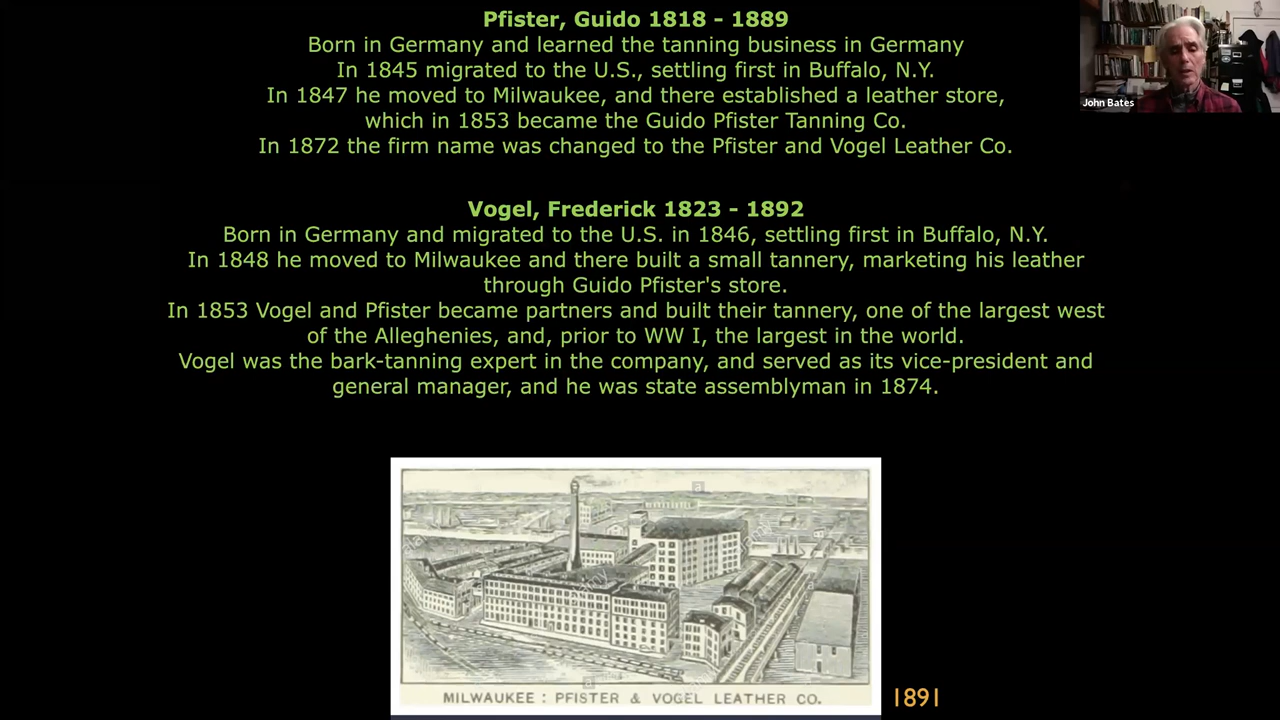 Pfister, Guido 1818 - 1889
Born in Germany and learned the tanning business in Germany
In 1845 migrated to the U.S., settling first in Buffalo, N.Y.
In 1847 he moved to Milwaukee, and there established a leather store,
which in 1853 became the Guido Pfister Tanning Co.
In 1872 the firm name was changed to the Pfister and Vogel Leather Co.
John Bates
Vogel, Frederick 1823 - 1892
Born in Germany and migrated to the U.S. in 1846, settling first in Buffalo, N.Y.
In 1848 he moved to Milwaukee and there built a small tannery, marketing his leather
through Guido Pfister's store.
In 1853 Vogel and Pfister became partners and built their tannery, one of the largest west
of the Alleghenies, and, prior to WW I, the largest in the world.
Vogel was the bark-tanning expert in the company, and served as its vice-president and
general manager, and he was state assemblyman in 1874.
MILWAUKEE : PFISTER & VOGEL LEATHER CO.
1891